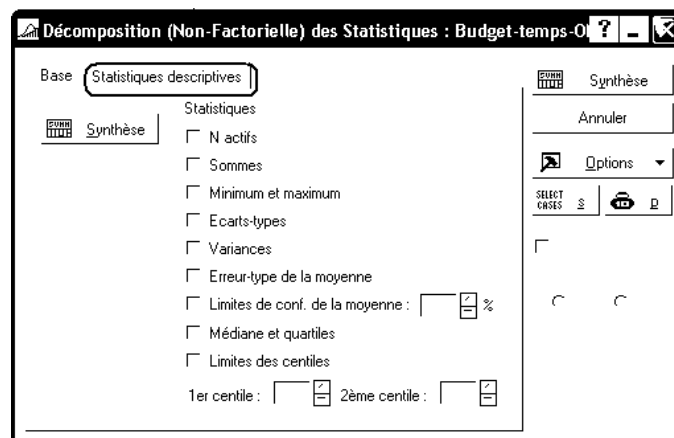 Décomposition (Non-Factorielle) des Statistiques : Budget-temps-O
Base
Statistiques descriptives
Synthèse
Statistiques
N actifs
Sommes
Minimum et maximum
Ecarts-types
Variances
Erreur-type de la moyenne
Limites de conf. de la moyenne : %
Médiane et quartiles
Limites des centiles
1er centile : 2ème centile :
Synthèse
Annuler
Options
SELECT CASES S D